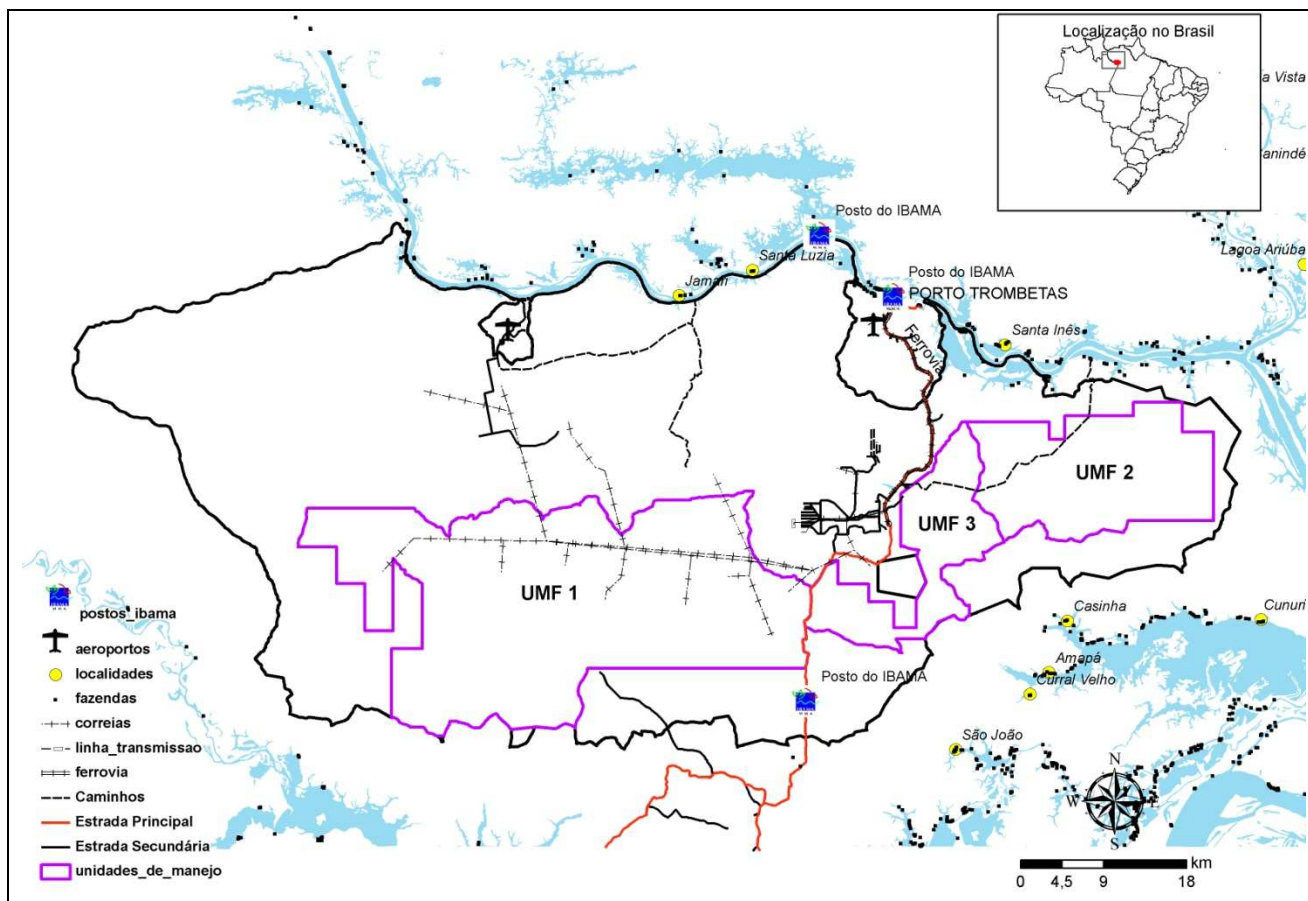 Localização no Brasil
a Vista
anindé
Posto do IBAMA
Lagoa Ariúba
Santa Luzia
Jamari
Posto do IBAMA
PORTO TROMBETAS
Ferrovia
Santa Inês
UMF 2
UMF 3
UMF 1
Casinha
Cunuri
Amapá
Curral Velho
Posto do IBAMA
São João
postos_ibama
aeroportos
localidades
fazendas
correias
linha_transmissao
ferrovia
Caminhos
Estrada Principal
Estrada Secundária
unidades_de_manejo
N
W E
S
km
0 4,5 9 18